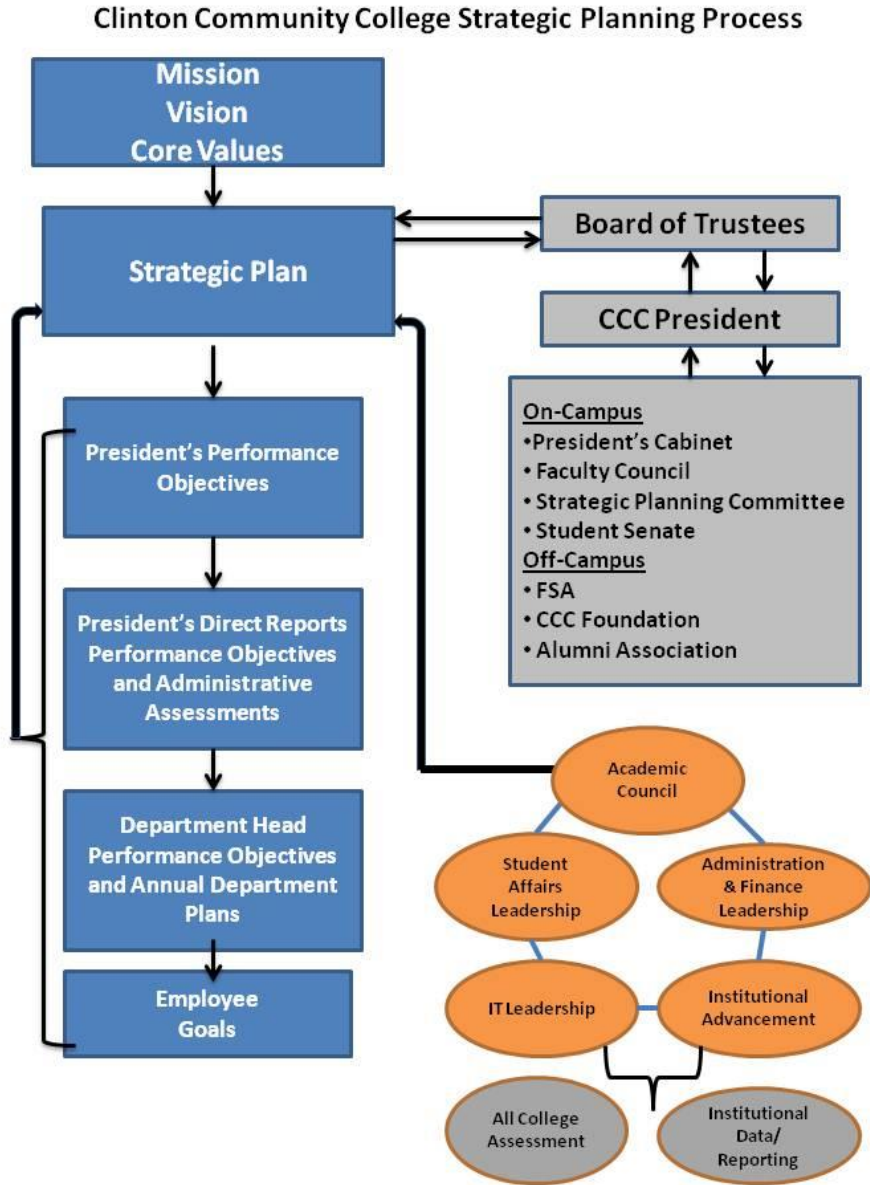 Clinton Community College Strategic Planning Process
Mission
Vision
Core Values
Strategic Plan
Board of Trustees
CCC President
On-Campus
•President's Cabinet
• Faculty Council
• Strategic Planning Committee
• Student Senate
Off-Campus
• FSA
• CCC Foundation
• Alumni Association
President's Performance
Objectives
President's Direct Reports
Performance Objectives
and Administrative
Assessments
Department Head
Performance Objectives
and Annual Department
Plans
Employee
Goals
Academic
Council
Student
Affairs
Leadership
Administration
& Finance
Leadership
IT Leadership
Institutional
Advancement
All College
Assessment
Institutional
Data/
Reporting